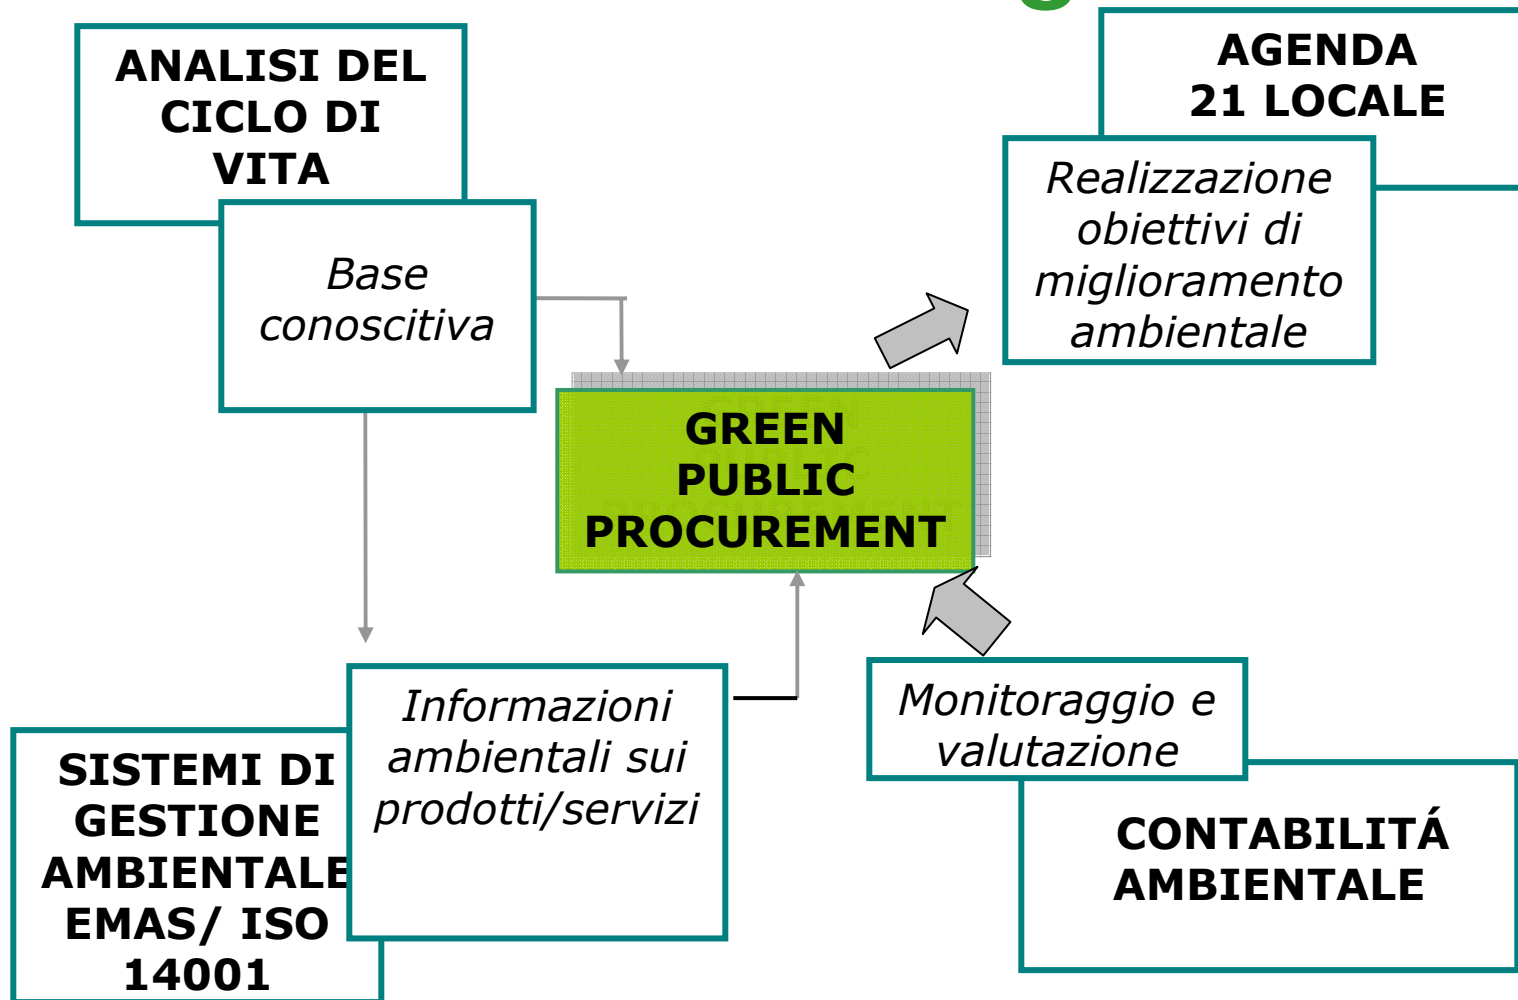 ANALISI DEL
CICLO DI
VITA
Base
conoscitiva
AGENDA
21 LOCALE
Realizzazione
obiettivi di
miglioramento
ambientale
GREEN
PUBLIC
PROCUREMENT
Informazioni
ambientali sui
prodotti/servizi
SISTEMI DI
GESTIONE
AMBIENTALE
EMAS/ ISO
14001
Monitoraggio e
valutazione
CONTABILITÁ
AMBIENTALE